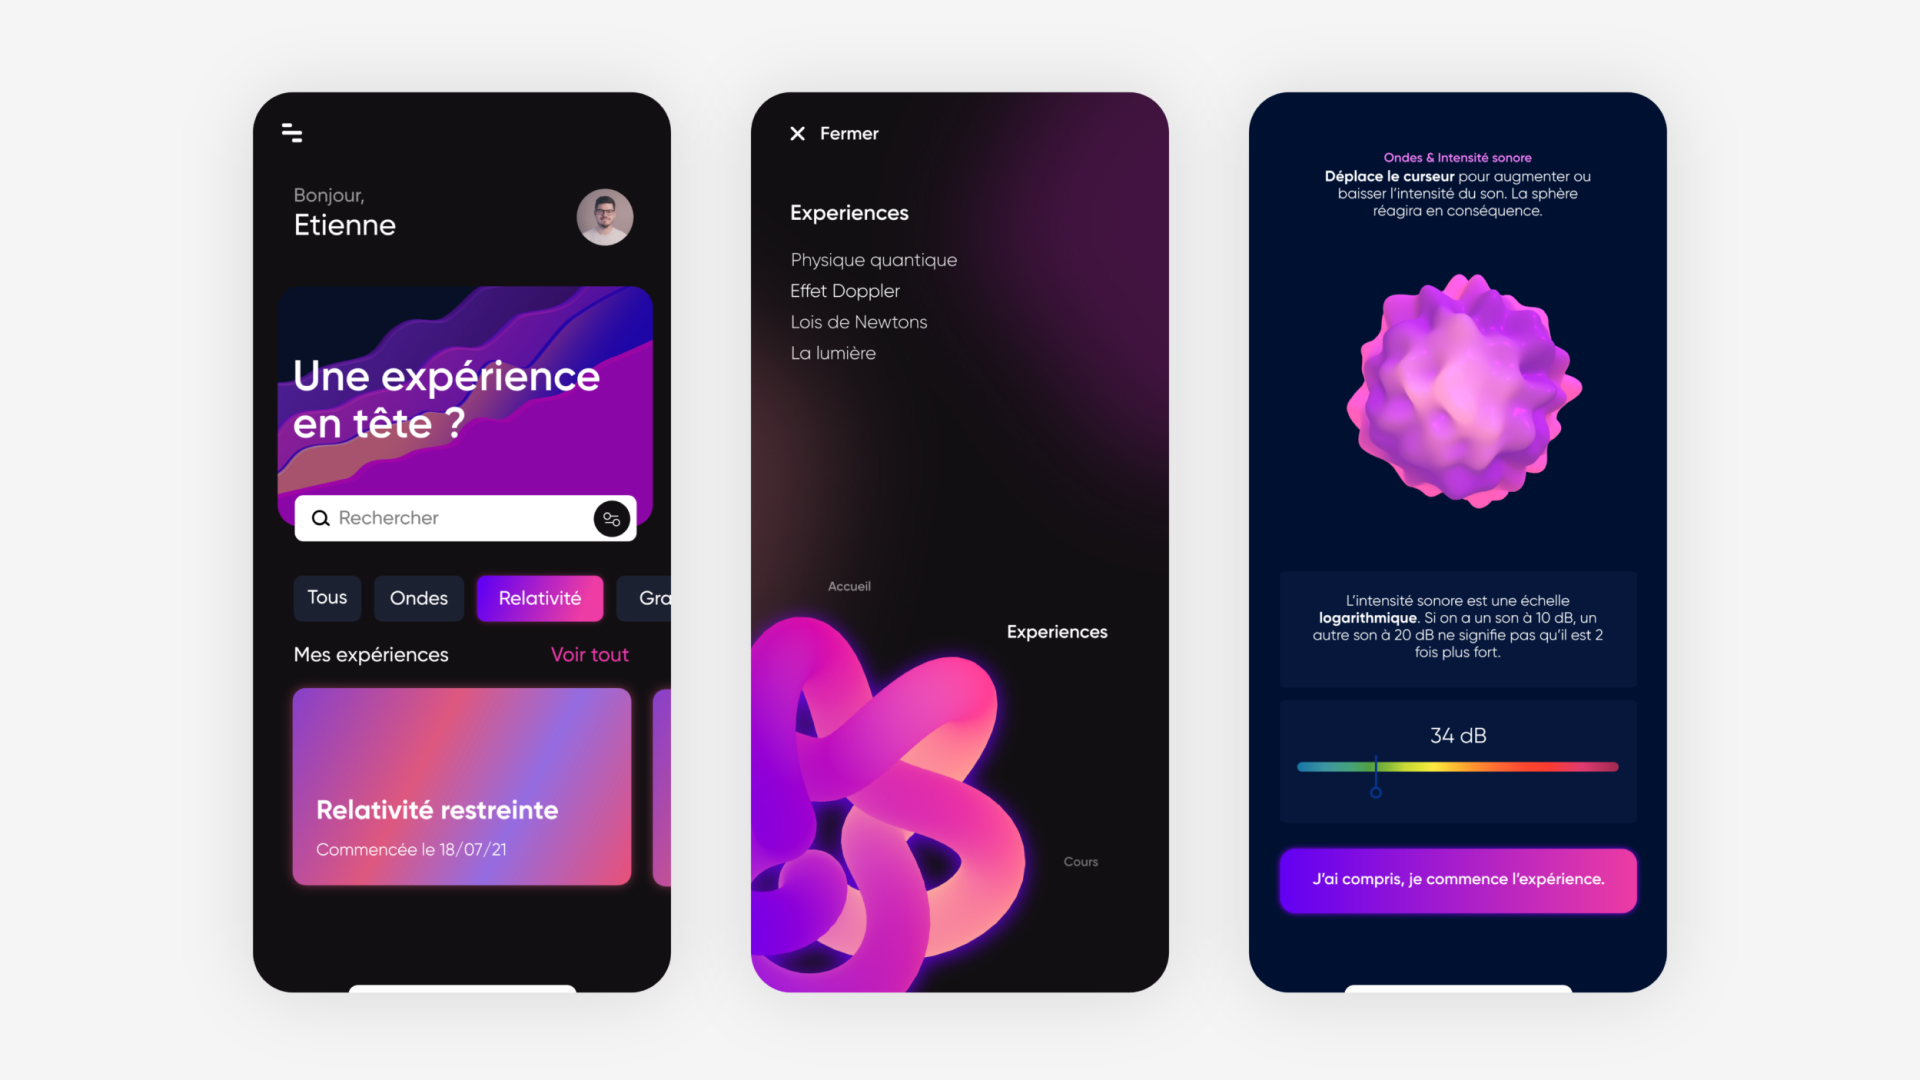 Bonjour,
Etienne
Une expérience
en tête ?
Rechercher
Tous
Ondes
Relativité
Gra
Mes expériences
Voir tout
Relativité restreinte
Commencée le 18/07/21
Fermer
Experiences
Physique quantique
Effet Doppler
Lois de Newtons
La lumière
Accueil
Experiences
Cours
Ondes & Intensité sonore
Déplace le curseur pour augmenter ou
baisser l'intensité du son. La sphère
réagira en conséquence.
L'intensité sonore est une échelle
logarithmique. Si on a un son à 10 dB, un
autre son à 20 dB ne signifie pas qu'il est 2
fois plus fort.
34 dB
J'ai compris, je commence l'expérience.